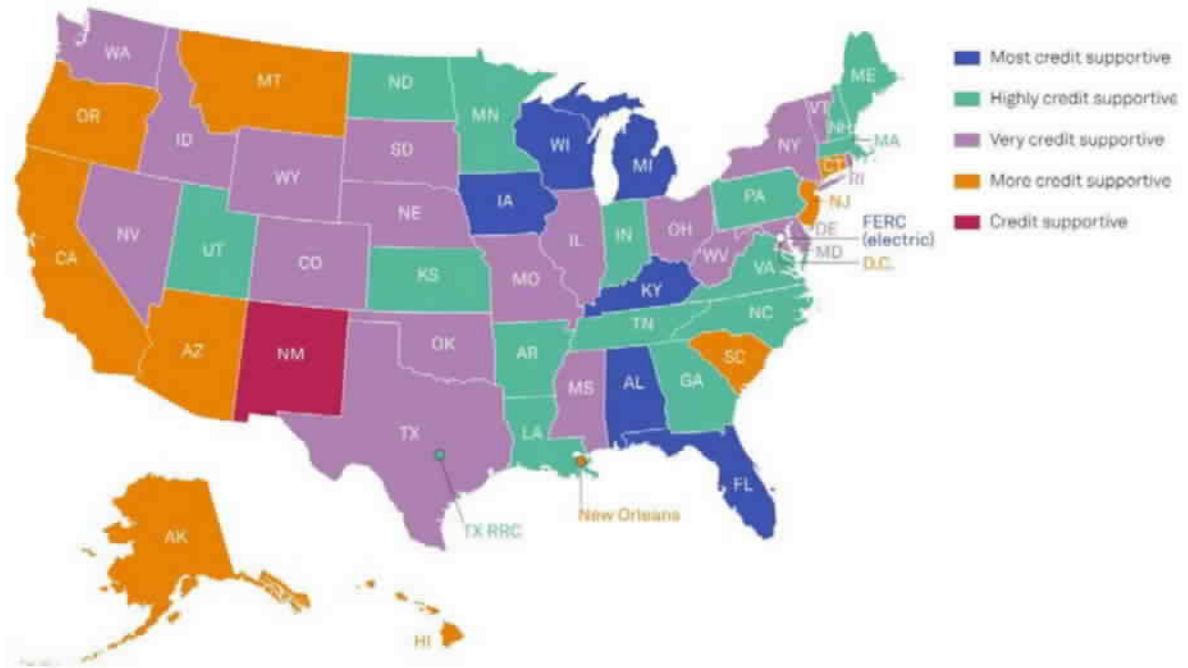 WA
MT
ND
MN
ME
OR
ID
SD
WI
MI
VT
NH
NY
MA
WY
IA
CT
RI
NE
PA
NJ
NV
UT
CO
IL
IN
OH
DE
FERC
(electric)
MD
D.C.
CA
KS
MO
WV
VA
KY
NC
TN
AZ
NM
OK
AR
SC
MS
AL
GA
TX
LA
FL
TX RRC
New Orleans
AK
HI
Most credit supportive
Highly credit supportive
Very credit supportive
More credit supportive
Credit supportive